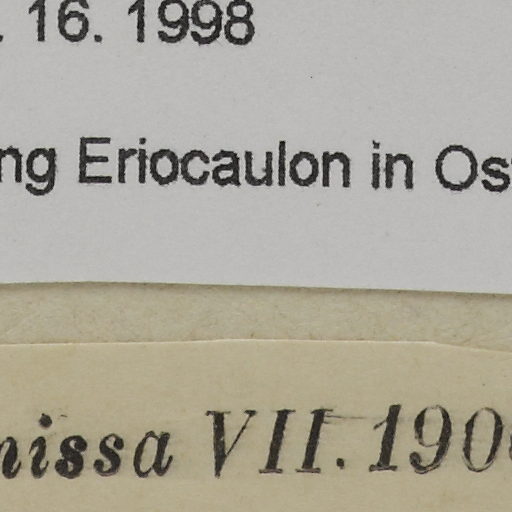 . 16. 1998
ng Eriocaulon in Os
nissa VII. 190